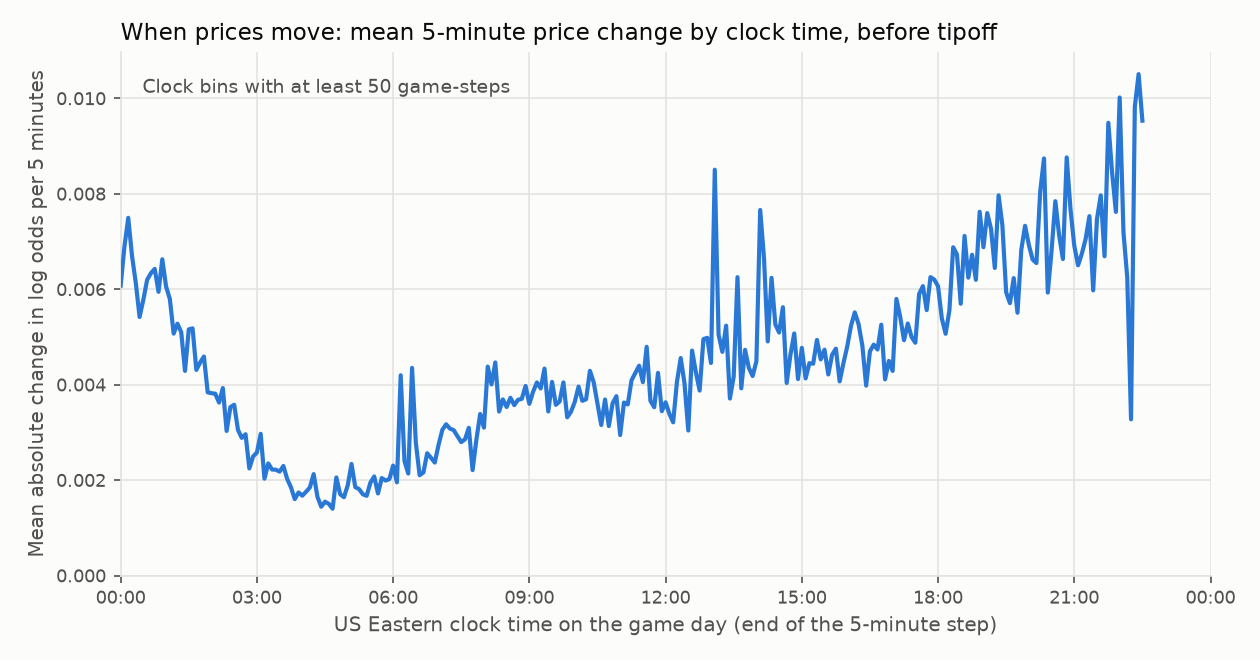 When prices move: mean 5-minute price change by clock time, before tipoff
Clock bins with at least 50 game-steps
Mean absolute change in log odds per 5 minutes
0.010
0.008
0.006
0.004
0.002
0.000
00:00 03:00 06:00 09:00 12:00 15:00 18:00 21:00 00:00
US Eastern clock time on the game day (end of the 5-minute step)